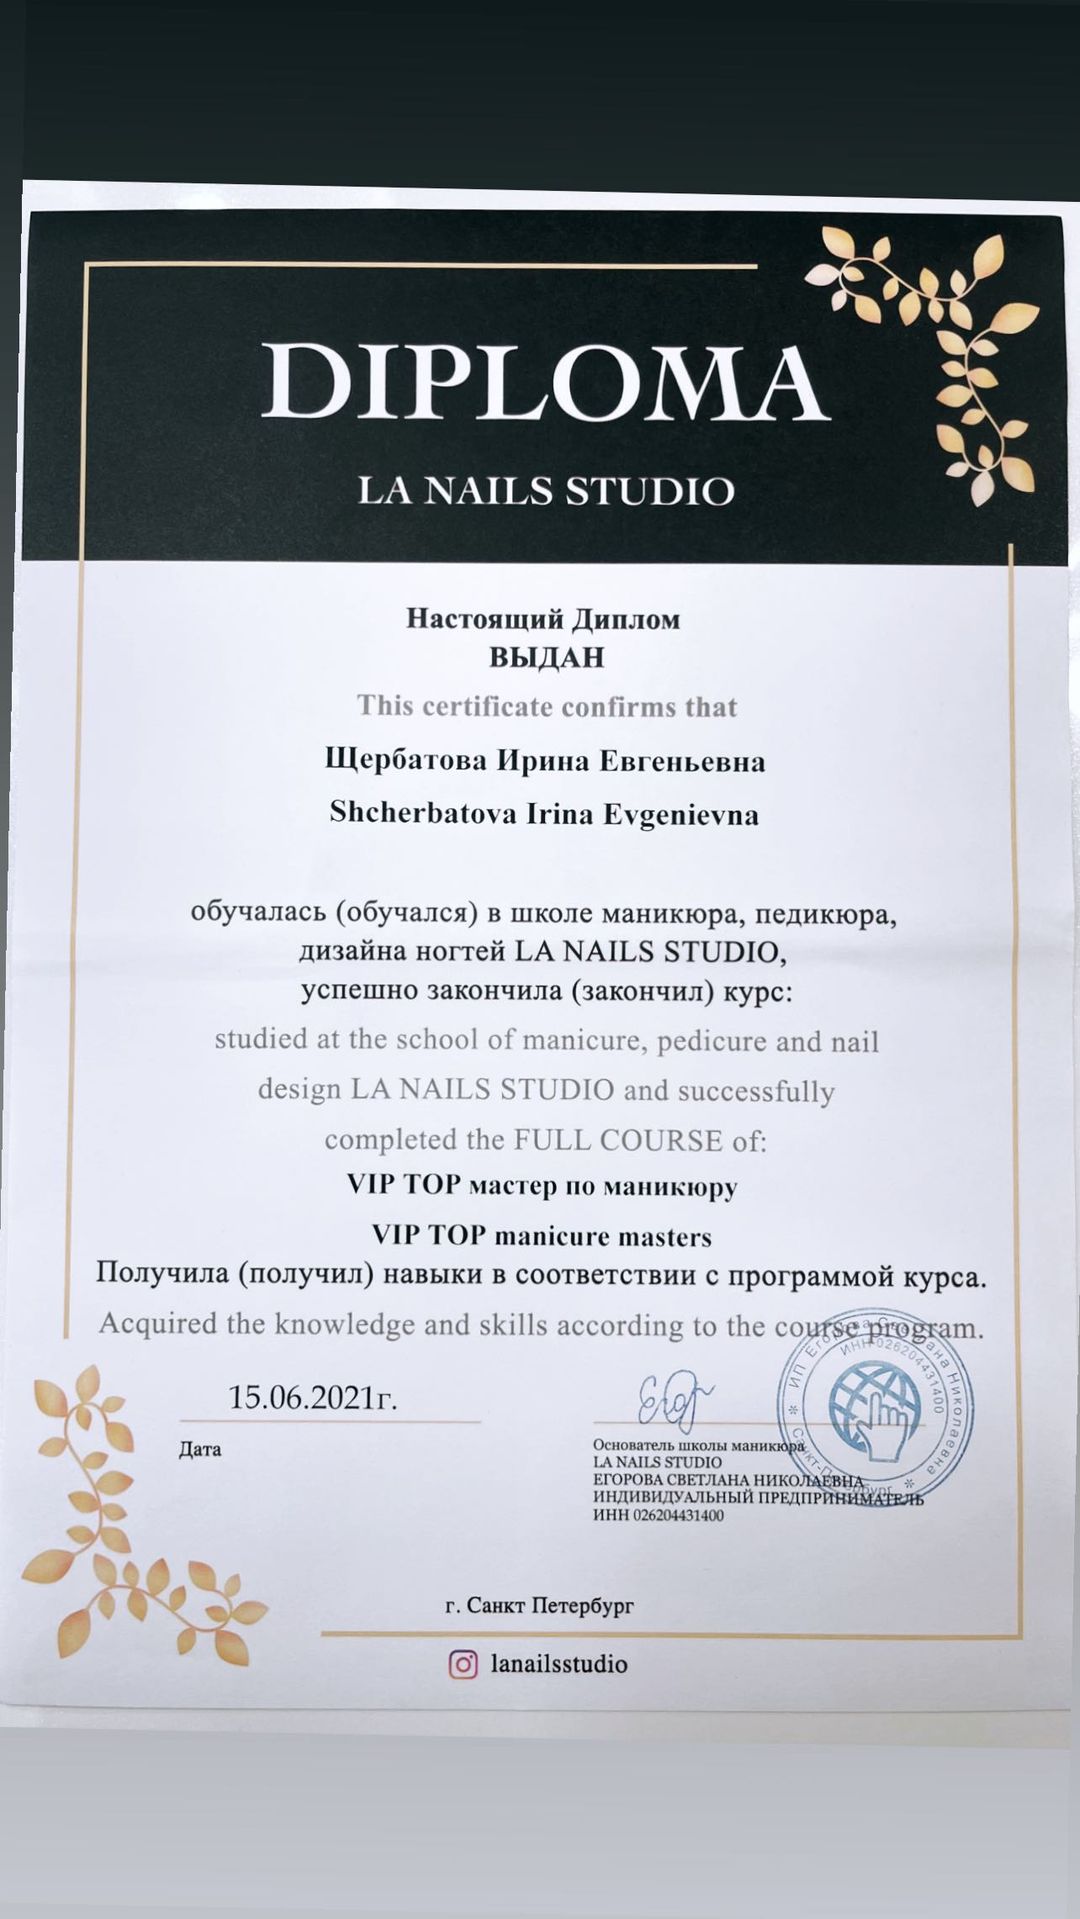 DIPLOMA
LA NAILS STUDIO
Настоящий Диплом
ВЫДАН
This certificate confirms that
Щербатова Ирина Евгеньевна
Shcherbatova Irina Evgenievna
обучалась (обучался) в школе маникюра, педикюра,
дизайна ногтей LA NAILS STUDIO,
успешно закончила (закончил) курс:
studied at the school of manicure, pedicure and nail
design LA NAILS STUDIO and successfully
completed the FULL COURSE of:
VIP TOP мастер по маникюру
VIP TOP manicure masters
Получила (получил) навыки в соответствии с программой курса.
Acquired the knowledge and skills according to the course program.
15.06.2021г.
Дата
Основатель школы маникюра
LA NAILS STUDIO
ЕГОРОВА СВЕТЛАНА НИКОЛАЕВНА
ИНДИВИДУАЛЬНЫЙ ПРЕДПРИНИМАТЕЛЬ
ИНН 026204431400
ИП Егорова Светлана Николаевна
ИНН 026204431400
Санкт-Петербург
г. Санкт Петербург
lanailsstudio